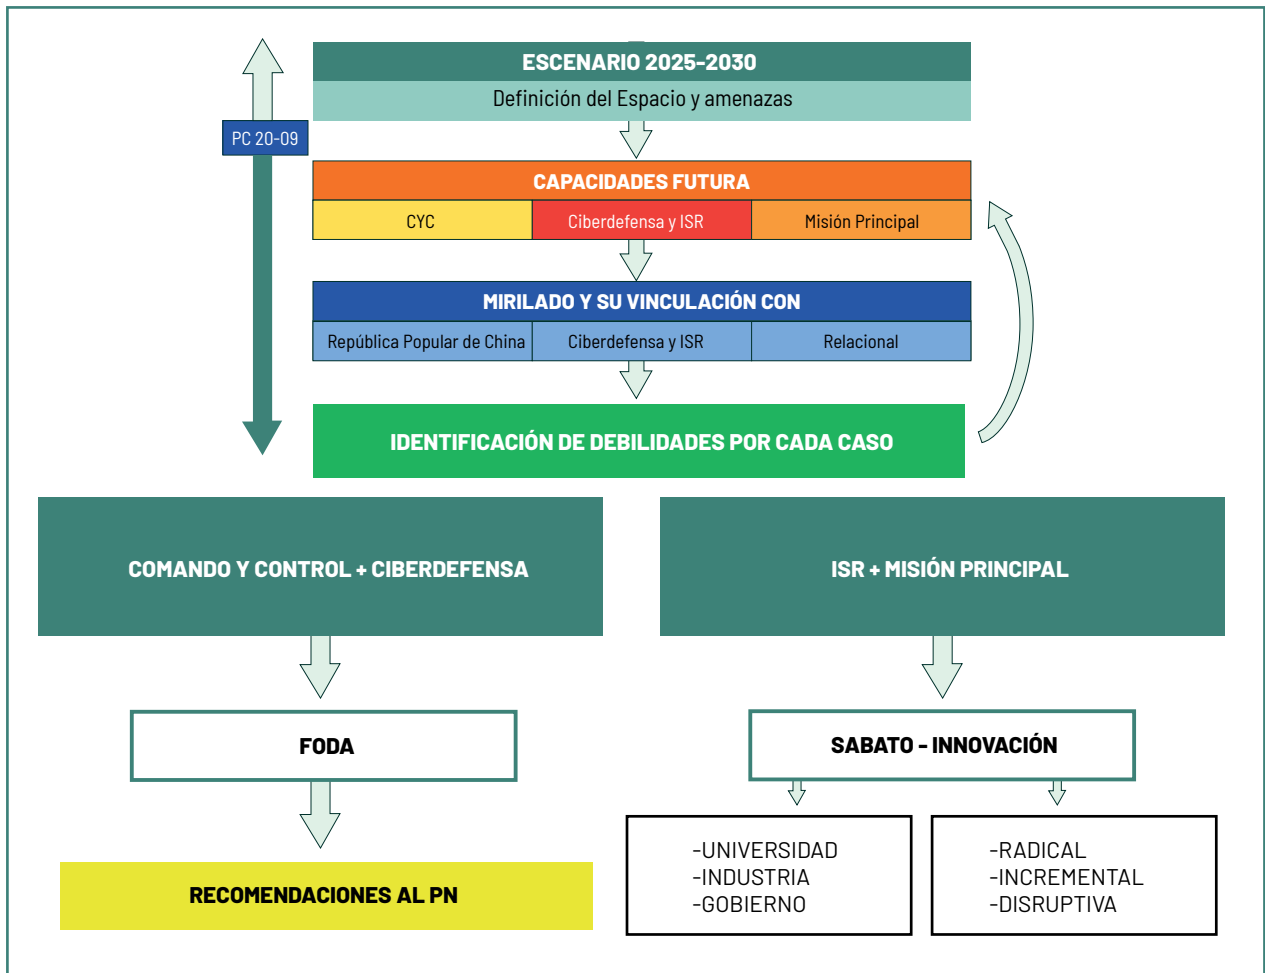 ESCENARIO 2025-2030
Definición del Espacio y amenazas
PC 20-09
CAPACIDADES FUTURA
CYC
Ciberdefensa y ISR
Misión Principal
MIRILADO Y SU VINCULACIÓN CON
República Popular de China
Ciberdefensa y ISR
Relacional
IDENTIFICACIÓN DE DEBILIDADES POR CADA CASO
COMANDO Y CONTROL + CIBERDEFENSA
ISR + MISIÓN PRINCIPAL
FODA
SABATO - INNOVACIÓN
RECOMENDACIONES AL PN
-UNIVERSIDAD
-INDUSTRIA
-GOBIERNO
-RADICAL
-INCREMENTAL
-DISRUPTIVA